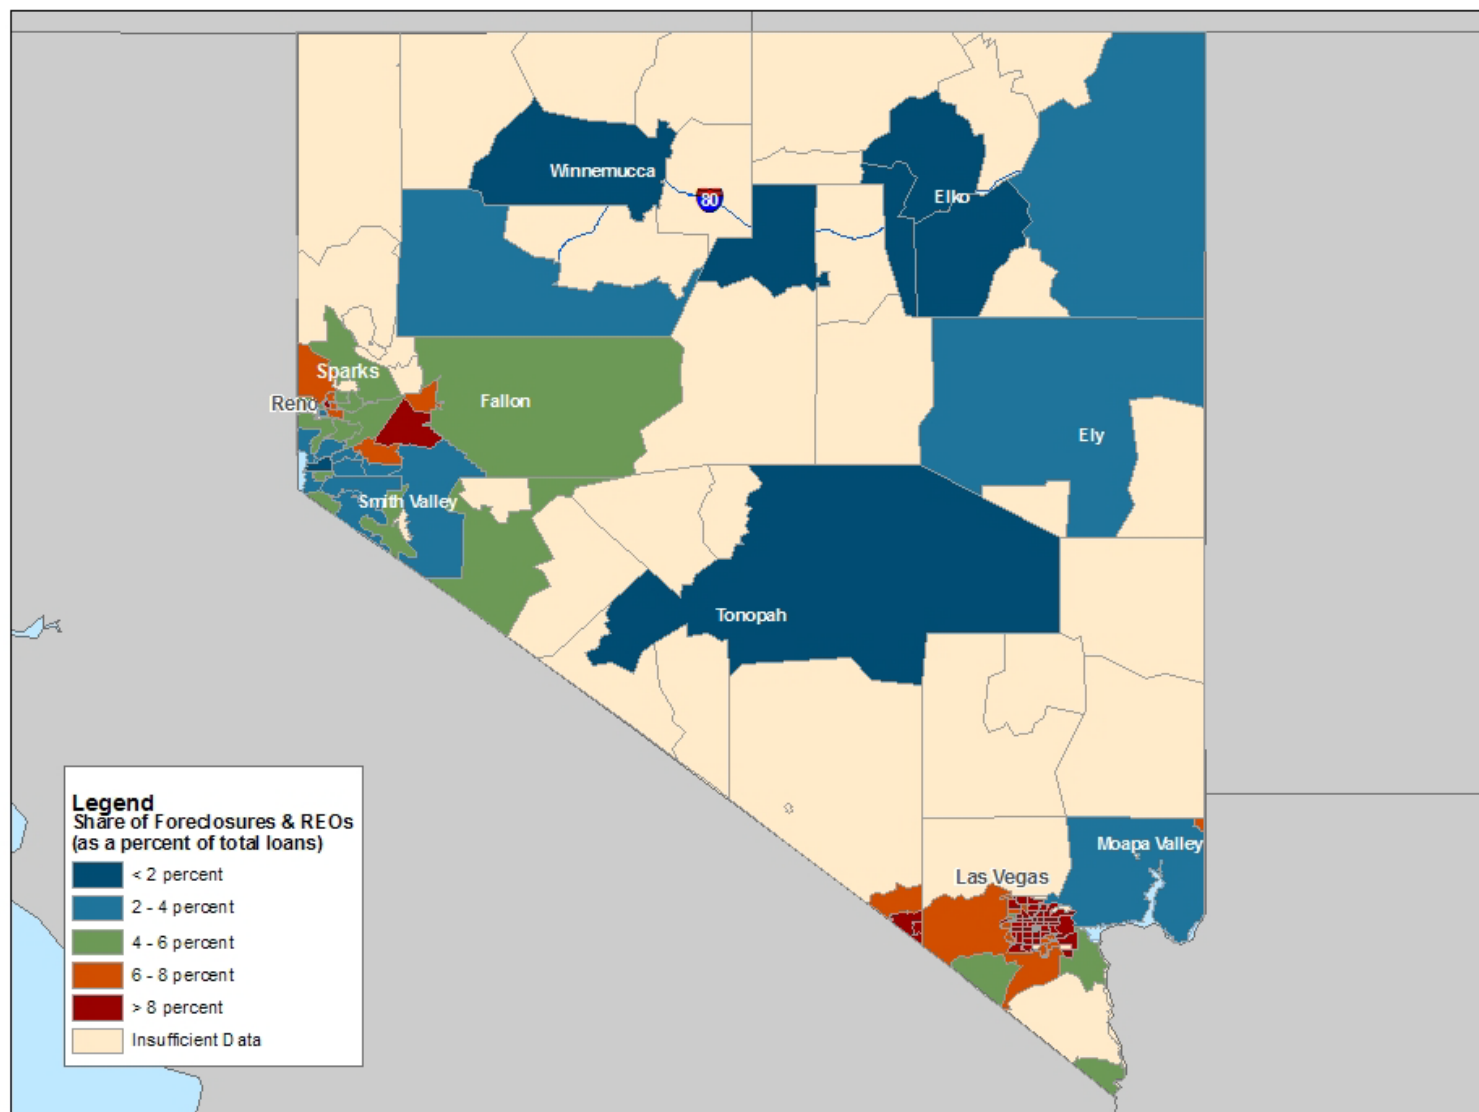 Winnemucca
80
Elko
Sparks
Reno
Fallon
Ely
Smith Valley
Tonopah
Moapa Valley
Las Vegas
Legend
Share of Foreclosures & REOs
(as a percent of total loans)
< 2 percent
2 - 4 percent
4 - 6 percent
6 - 8 percent
> 8 percent
Insufficient Data